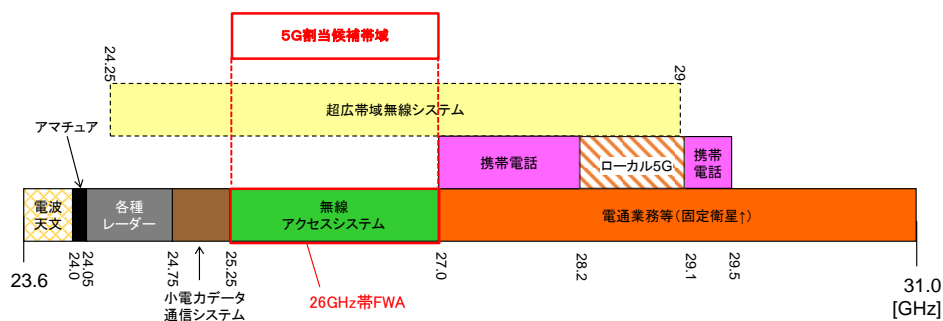 5G割当候補帯域
24.25
29
超広帯域無線システム
アマチュア
携帯電話
ローカル5G
携帯
電話
電波
天文
各種
レーダー
無線
アクセスシステム
電通業務等(固定衛星↑)
23.6
24.0
24.05
24.75
25.25
27.0
28.2
29.1
29.5
31.0
[GHz]
小電力データ
通信システム
26GHz帯FWA